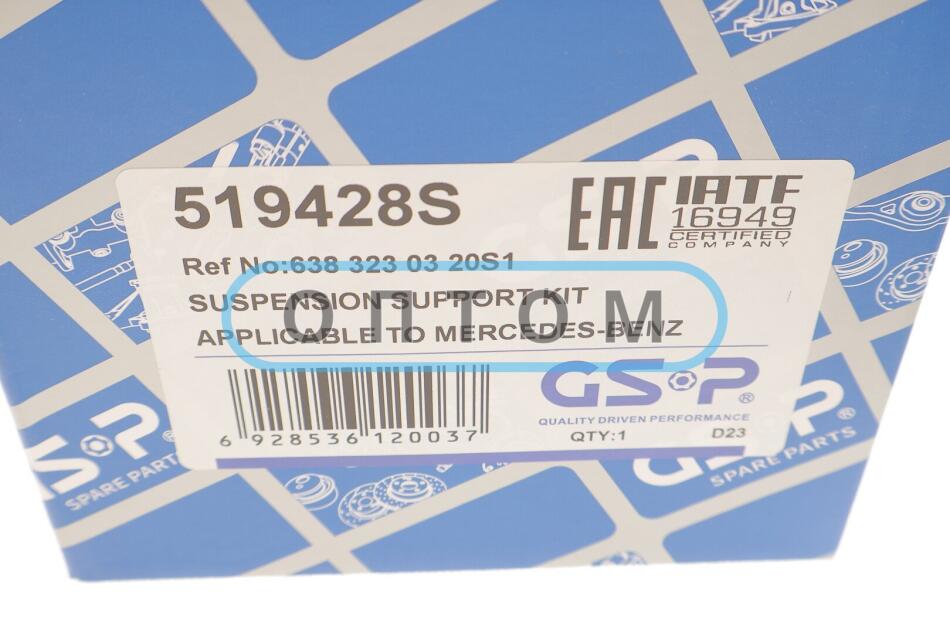 519428S
EAC
IATF
16949
CERTIFIED
COMPANY
Ref No:638 323 03 20S1
SUSPENSION SUPPORT KIT
ОПТОМ
APPLICABLE TO MERCEDES-BENZ
GSP®
QUALITY DRIVEN PERFORMANCE
6 928536 120037
QTY:1
D23
GSP®
SPARE PARTS
GSP®
SPARE PARTS